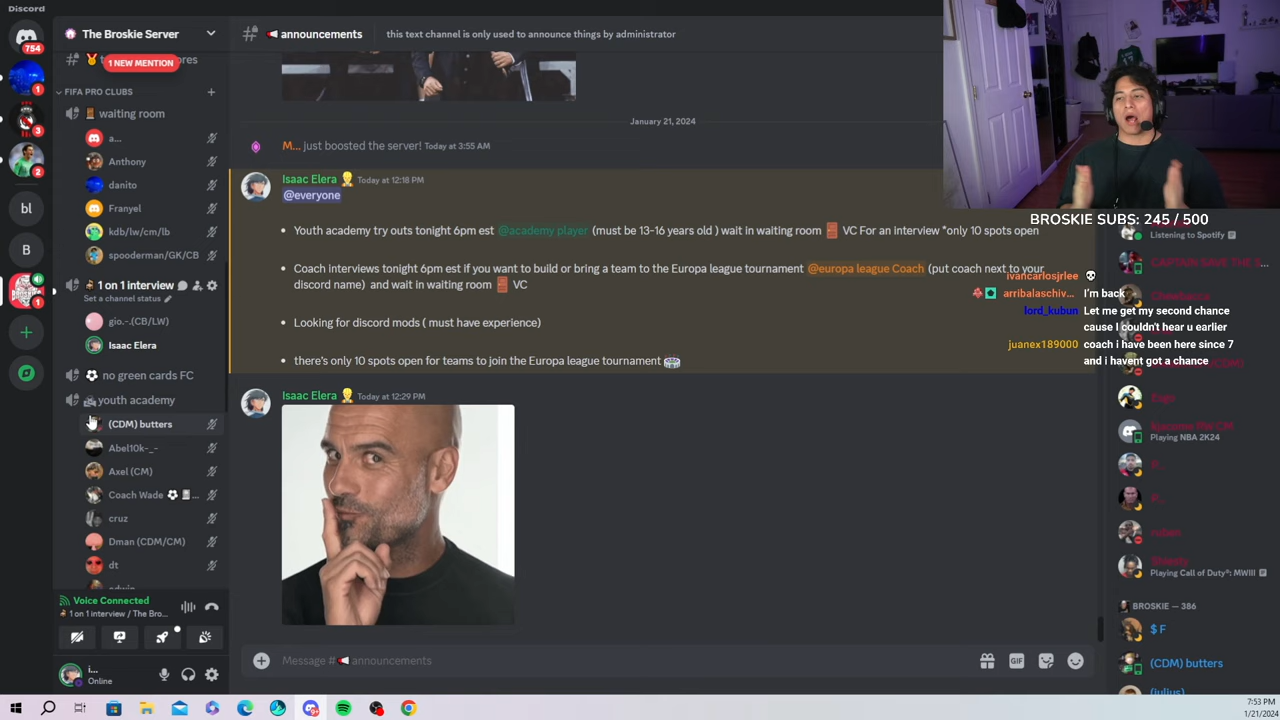 Discord
The Broskie Server
754
1
3
2
bl
B
1
1 NEW MENTION
FIFA PRO CLUBS
waiting room
a...
Anthony
danito
Franyel
kdb/lw/cm/lb
spooderman/GK/CB
1 on 1 interview
Set a channel status
gio.-.(CB/LW)
Isaac Elera
no green cards FC
youth academy
(CDM) butters
Abel10k-_-
Axel (CM)
Coach Wade ...
cruz
Dman (CDM/CM)
dt
Voice Connected
1 on 1 interview / The Bro...
i...
Online
announcements
this text channel is only used to announce things by administrator
January 21, 2024
M... just boosted the server! Today at 3:55 AM
Isaac Elera Today at 12:18 PM
@everyone
• Youth academy try outs tonight 6pm est @academy player (must be 13-16 years old ) wait in waiting room VC For an interview *only 10 spots open
• Coach interviews tonight 6pm est if you want to build or bring a team to the Europa league tournament @europa league Coach (put coach next to your
discord name) and wait in waiting room VC
• Looking for discord mods ( must have experience)
• there's only 10 spots open for teams to join the Europa league tournament
Isaac Elera Today at 12:29 PM
Message # announcements
GIF
BROSKIE SUBS: 245 / 500
Listening to Spotify
ivancarlosjrlee
arribalaschiv... I'm back
lord_kubun Let me get my second chance
cause I couldn't hear u earlier
juanex189000 coach i have been here since 7
and i havent got a chance
Playing NBA 2K24
P...
P...
ruben
Playing Call of Duty®: MWIII
BROSKIE — 386
$ F
(CDM) butters
(julius)
7:53 PM
1/21/2024